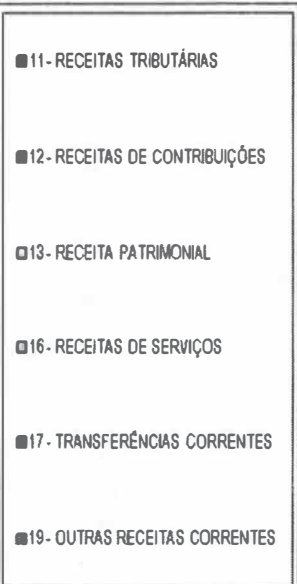 11- RECEITAS TRIBUTÁRIAS
12- RECEITAS DE CONTRIBUIÇÕES
13- RECEITA PATRIMONIAL
16- RECEITAS DE SERVIÇOS
17- TRANSFERÊNCIAS CORRENTES
19- OUTRAS RECEITAS CORRENTES